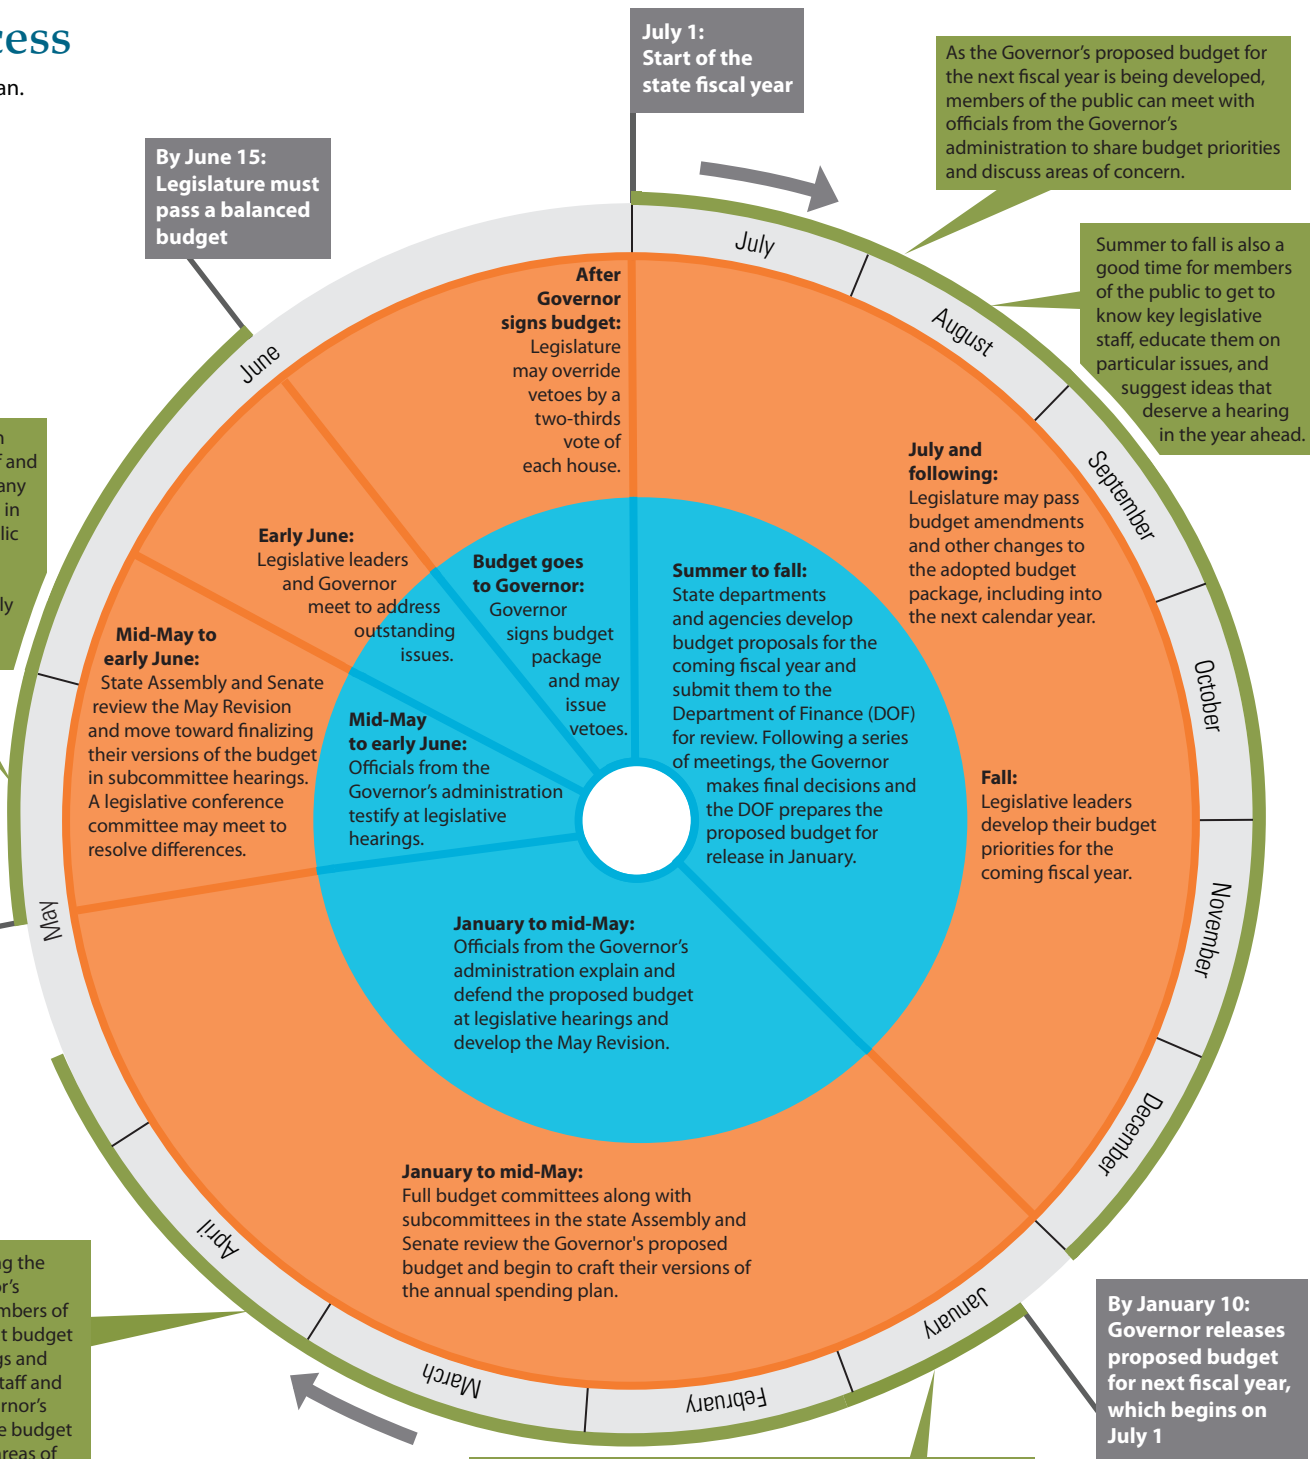 July 1:
Start of the
state fiscal year
As the Governor's proposed budget for
the next fiscal year is being developed,
members of the public can meet with
officials from the Governor's
administration to share budget priorities
and discuss areas of concern.
By June 15:
Legislature must
pass a balanced
budget
Summer to fall is also a
good time for members
of the public to get to
know key legislative
staff, educate them on
particular issues, and
suggest ideas that
deserve a hearing
in the year ahead.
July
August
September
October
November
December
January
February
March
April
May
June
After
Governor
signs budget:
Legislature
may override
vetoes by a
two-thirds
vote of
each house.
July and
following:
Legislature may pass
budget amendments
and other changes to
the adopted budget
package, including into
the next calendar year.
Early June:
Legislative leaders
and Governor
meet to address
outstanding
issues.
Budget goes
to Governor:
Governor
signs budget
package
and may
issue
vetoes.
Summer to fall:
State departments
and agencies develop
budget proposals for the
coming fiscal year and
submit them to the
Department of Finance (DOF)
for review. Following a series
of meetings, the Governor
makes final decisions and
the DOF prepares the
proposed budget for
release in January.
Mid-May to
early June:
State Assembly and Senate
review the May Revision
and move toward finalizing
their versions of the budget
in subcommittee hearings.
A legislative conference
committee may meet to
resolve differences.
Mid-May
to early June:
Officials from the
Governor's administration
testify at legislative
hearings.
Fall:
Legislative leaders
develop their budget
priorities for the
coming fiscal year.
January to mid-May:
Officials from the Governor's
administration explain and
defend the proposed budget
at legislative hearings and
develop the May Revision.
January to mid-May:
Full budget committees along with
subcommittees in the state Assembly and
Senate review the Governor's proposed
budget and begin to craft their versions of
the annual spending plan.
By January 10:
Governor releases
proposed budget
for next fiscal year,
which begins on
July 1
and
any
in
the
of
budget
and
and
budget
areas of